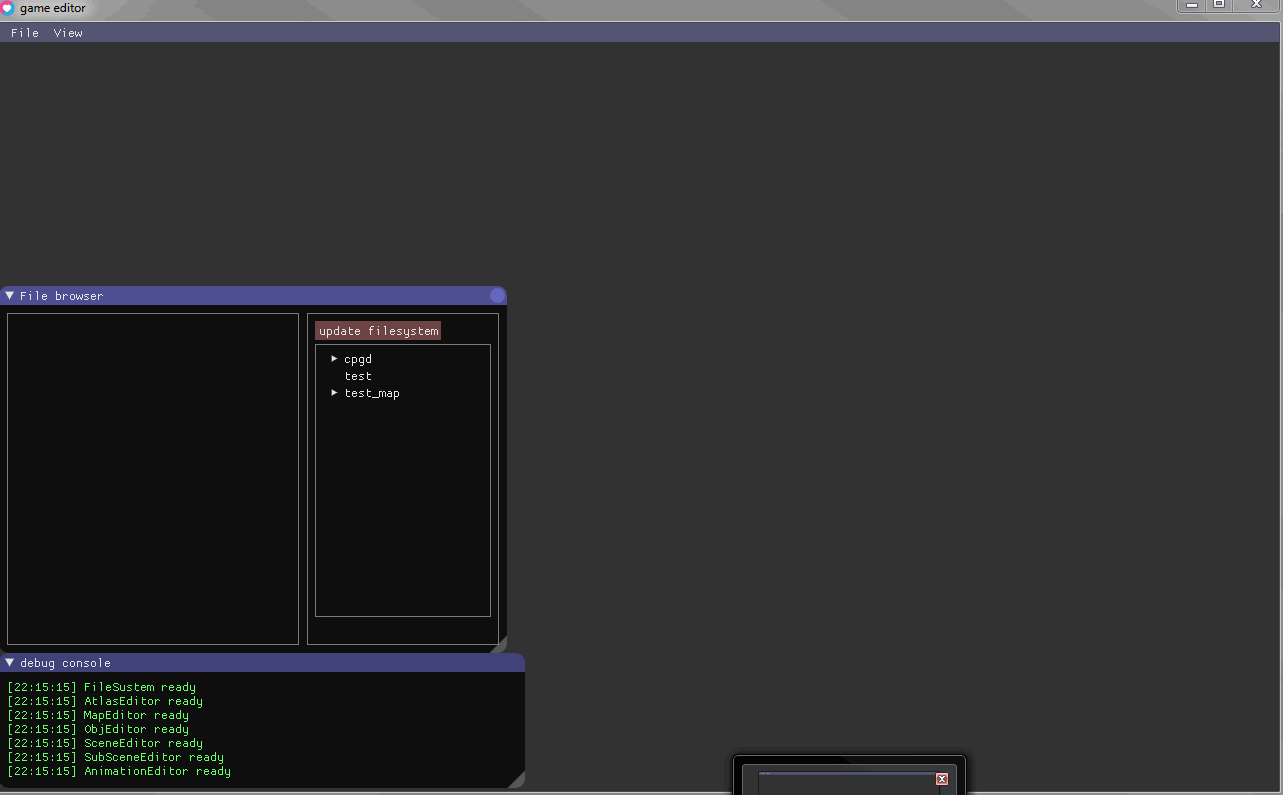 game editor
File View
File browser
update filesystem
cpgd
test
test_map
debug console
[22:15:15] FileSustem ready
[22:15:15] AtlasEditor ready
[22:15:15] MapEditor ready
[22:15:15] ObjEditor ready
[22:15:15] SceneEditor ready
[22:15:15] SubSceneEditor ready
[22:15:15] AnimationEditor ready